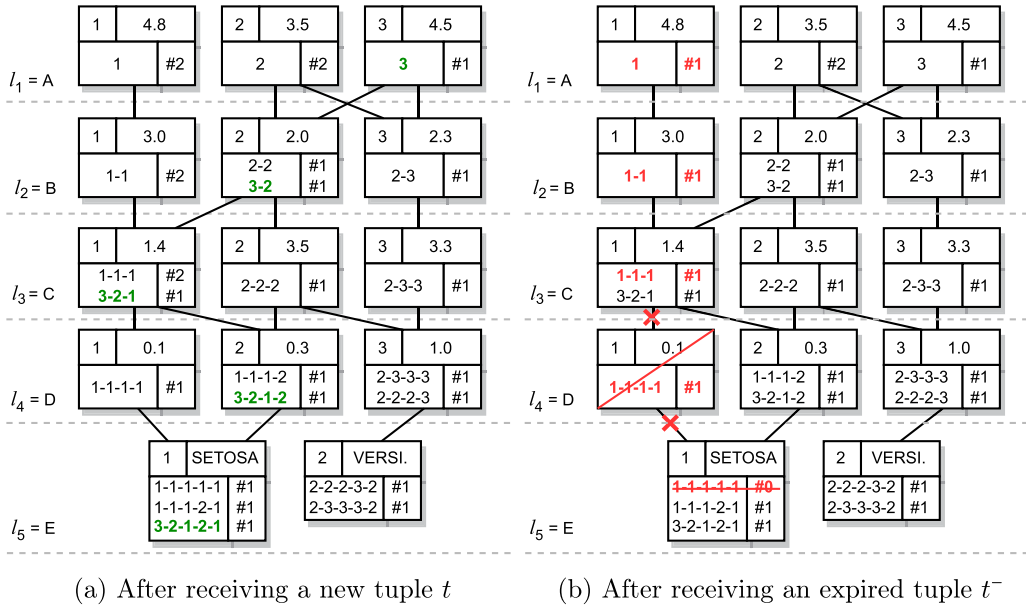 1 4.8 2 3.5 3 4.5
1 #2 2 #2 3 #1
l1 = A
1 3.0 2 2.0 3 2.3
1-1 #2 2-2 #1 2-3 #1
3-2 #1
l2 = B
1 1.4 2 3.5 3 3.3
1-1-1 #2 2-2-2 #1 2-3-3 #1
3-2-1 #1
l3 = C
1 0.1 2 0.3 3 1.0
1-1-1-1 #1 1-1-1-2 #1 2-3-3-3 #1
3-2-1-2 #1 2-2-2-3 #1
l4 = D
1 SETOSA 2 VERSI.
1-1-1-1-1 #1 2-2-2-3-2 #1
1-1-1-2-1 #1 2-3-3-3-2 #1
3-2-1-2-1 #1
l5 = E
(a) After receiving a new tuple t
1 4.8 2 3.5 3 4.5
1 #1 2 #2 3 #1
l1 = A
1 3.0 2 2.0 3 2.3
1-1 #1 2-2 #1 2-3 #1
3-2 #1
l2 = B
1 1.4 2 3.5 3 3.3
1-1-1 #1 2-2-2 #1 2-3-3 #1
3-2-1 #1
l3 = C
1 0.1 2 0.3 3 1.0
1-1-1-1 #1 1-1-1-2 #1 2-3-3-3 #1
3-2-1-2 #1 2-2-2-3 #1
l4 = D
1 SETOSA 2 VERSI.
1-1-1-1-1 #0 2-2-2-3-2 #1
1-1-1-2-1 #1 2-3-3-3-2 #1
3-2-1-2-1 #1
l5 = E
(b) After receiving an expired tuple t−